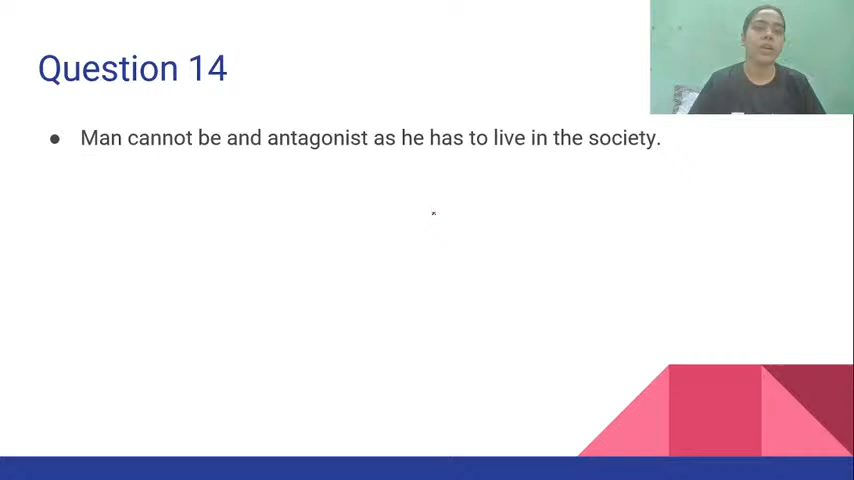 Question 14
● Man cannot be and antagonist as he has to live in the society.